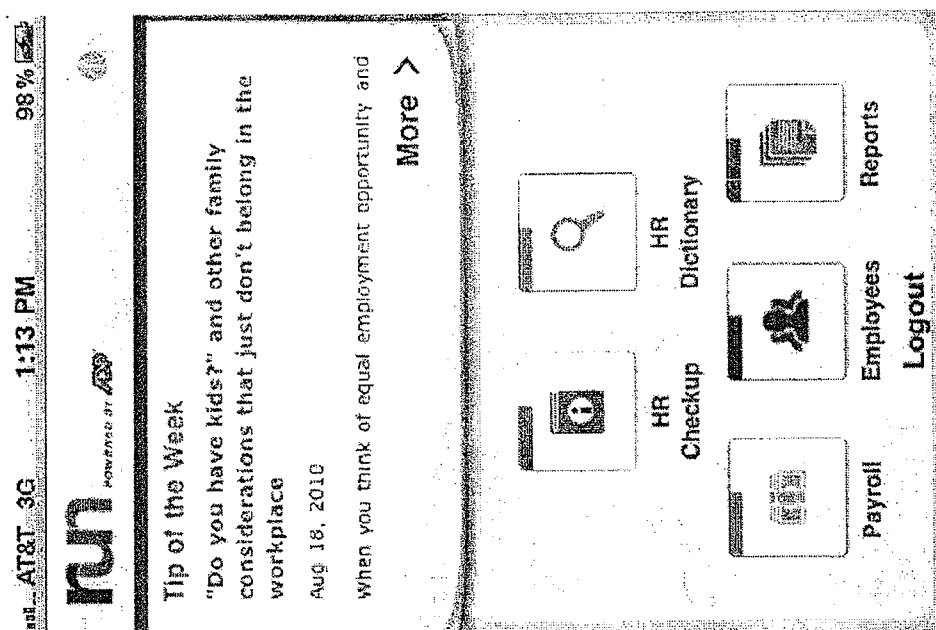 AT&T 3G 1:13 PM 98%
run POWERED BY ADP
Tip of the Week
"Do you have kids?" and other family
considerations that just don't belong in the
workplace
Aug 18, 2010
When you think of equal employment opportunity and
More >
HR
Checkup
HR
Dictionary
Payroll
Employees
Reports
Logout